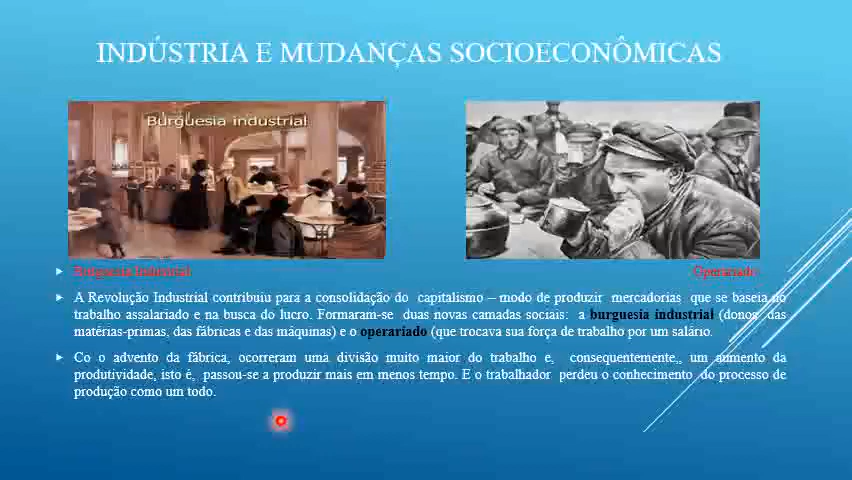 INDÚSTRIA E MUDANÇAS SOCIOECONÔMICAS
Burguesia industrial
Burguesia Industrial
Operariado
A Revolução Industrial contribuiu para a consolidação do capitalismo – modo de produzir mercadorias que se baseia no
trabalho assalariado e na busca do lucro. Formaram-se duas novas camadas sociais: a burguesia industrial (donos das
matérias-primas, das fábricas e das máquinas) e o operariado (que trocava sua força de trabalho por um salário.
Co o advento da fábrica, ocorreram uma divisão muito maior do trabalho e, consequentemente,, um aumento da
produtividade, isto é, passou-se a produzir mais em menos tempo. E o trabalhador perdeu o conhecimento do processo de
produção como um todo.